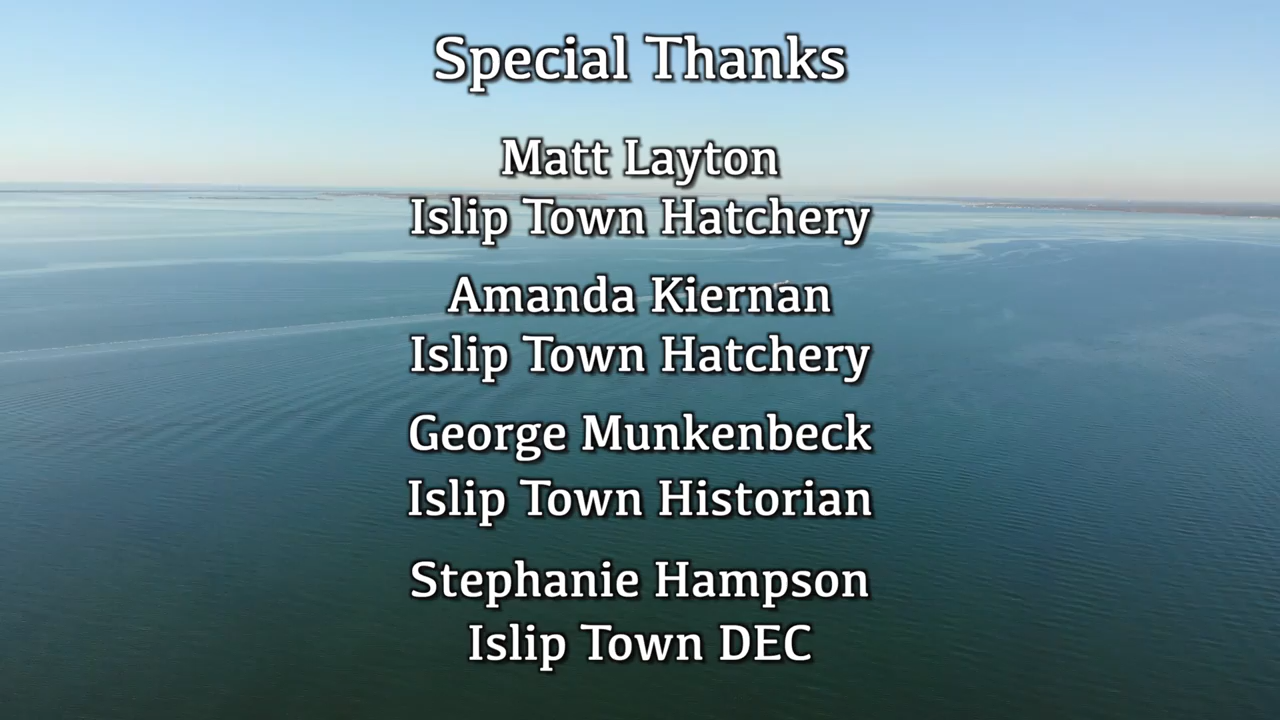 Special Thanks
Matt Layton
Islip Town Hatchery
Amanda Kiernan
Islip Town Hatchery
George Munkenbeck
Islip Town Historian
Stephanie Hampson
Islip Town DEC